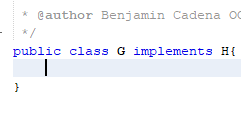 * @author Benjamin Cadena
*/
public class G implements H{
}